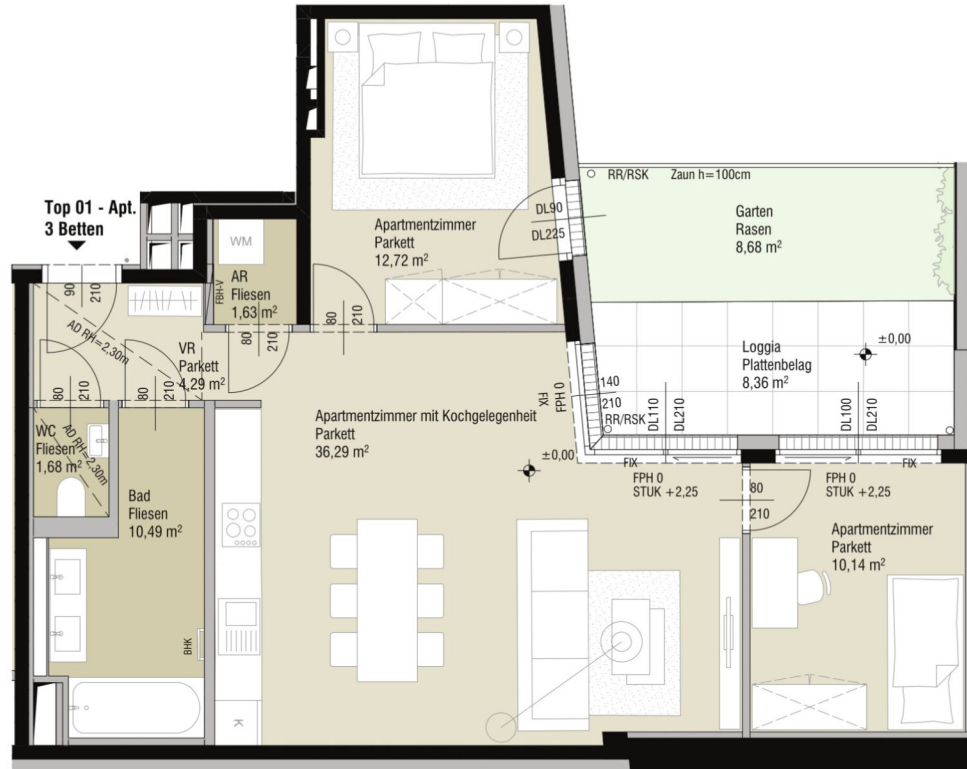 Top 01 - Apt.
3 Betten
90
210
AD RH=2,30m
VR
Parkett
4,29 m²
80
210
80
210
WC
Fliesen
1,68 m²
AD RH=2,30m
Bad
Fliesen
10,49 m²
BHK
WM
AR
Fliesen
1,63 m²
FBH-V
80
210
80
210
Apartmentzimmer
Parkett
12,72 m²
DL90
DL225
RR/RSK
Zaun h=100cm
Garten
Rasen
8,68 m²
Loggia
Plattenbelag
8,36 m²
±0,00
140
210
FIX
FPH 0
RR/RSK
DL110
DL210
DL100
DL210
Apartmentzimmer mit Kochgelegenheit
Parkett
36,29 m²
±0,00
FIX
FPH 0
STUK +2,25
80
210
FIX
FPH 0
STUK +2,25
Apartmentzimmer
Parkett
10,14 m²
K